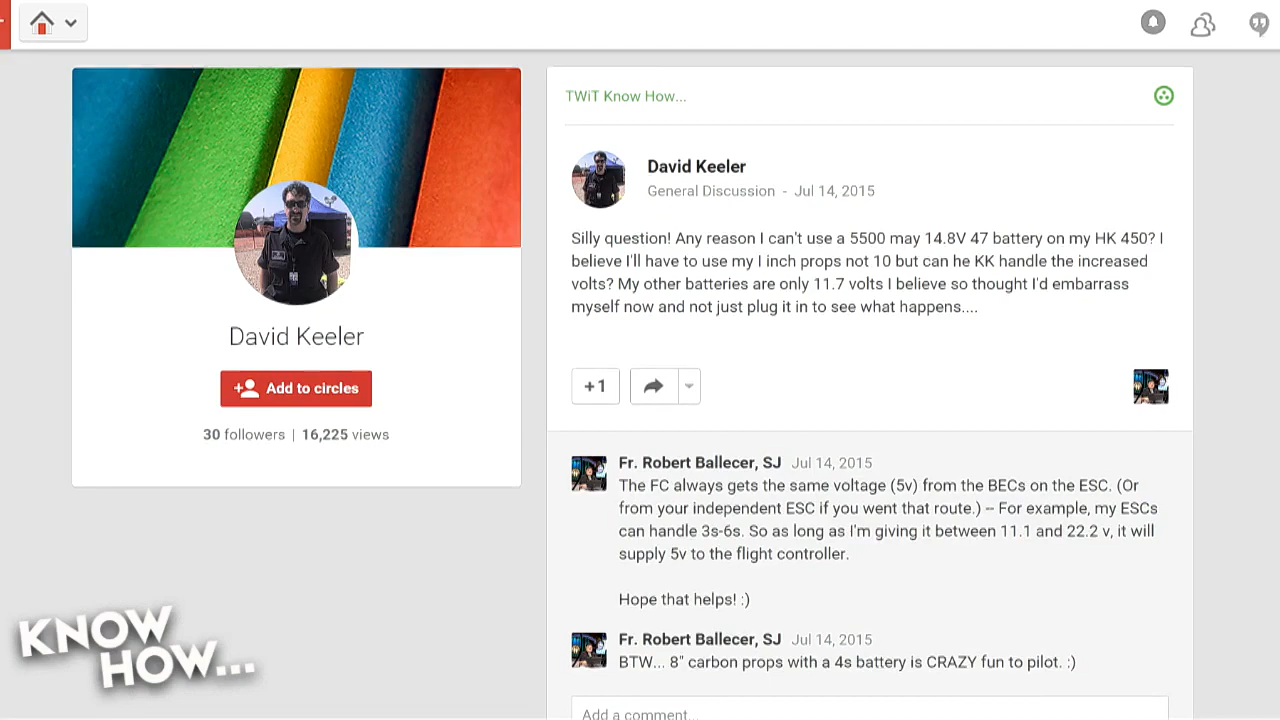 TWiT Know How...
David Keeler
General Discussion - Jul 14, 2015
Silly question! Any reason I can't use a 5500 may 14.8V 47 battery on my HK 450? I
believe I'll have to use my I inch props not 10 but can he KK handle the increased
volts? My other batteries are only 11.7 volts I believe so thought I'd embarrass
myself now and not just plug it in to see what happens....
David Keeler
Add to circles
30 followers | 16,225 views
+1
Fr. Robert Ballecer, SJ Jul 14, 2015
The FC always gets the same voltage (5v) from the BECs on the ESC. (Or
from your independent ESC if you went that route.) -- For example, my ESCs
can handle 3s-6s. So as long as I'm giving it between 11.1 and 22.2 v, it will
supply 5v to the flight controller.
Hope that helps! :)
Fr. Robert Ballecer, SJ Jul 14, 2015
BTW... 8" carbon props with a 4s battery is CRAZY fun to pilot. :)
Add a comment...
KNOW
HOW...